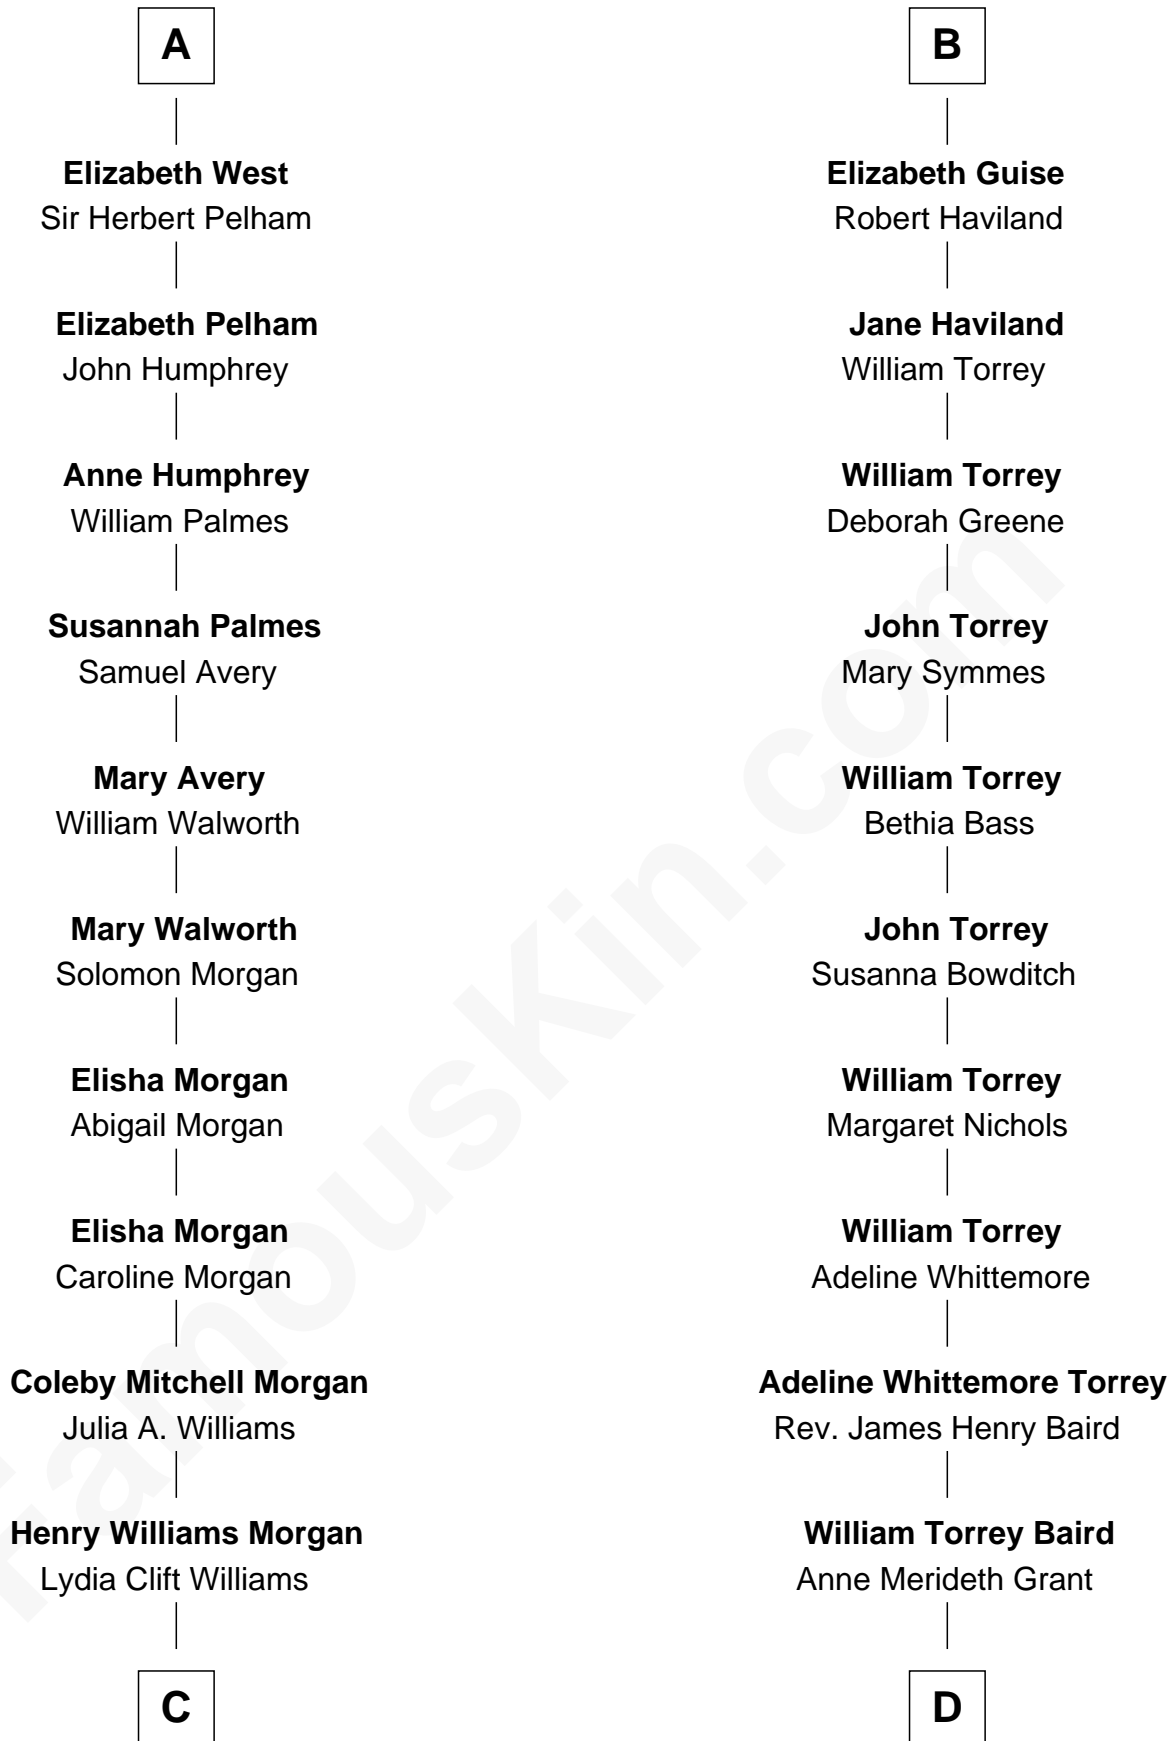 A
Elizabeth West
Sir Herbert Pelham
Elizabeth Pelham
John Humphrey
Anne Humphrey
William Palmes
Susannah Palmes
Samuel Avery
Mary Avery
William Walworth
Mary Walworth
Solomon Morgan
Elisha Morgan
Abigail Morgan
Elisha Morgan
Caroline Morgan
Coleby Mitchell Morgan
Julia A. Williams
Henry Williams Morgan
Lydia Clift Williams
C
B
Elizabeth Guise
Robert Haviland
Jane Haviland
William Torrey
William Torrey
Deborah Greene
John Torrey
Mary Symmes
William Torrey
Bethia Bass
John Torrey
Susanna Bowditch
William Torrey
Margaret Nichols
William Torrey
Adeline Whittemore
Adeline Whittemore Torrey
Rev. James Henry Baird
William Torrey Baird
Anne Merideth Grant
D
famouskin.com